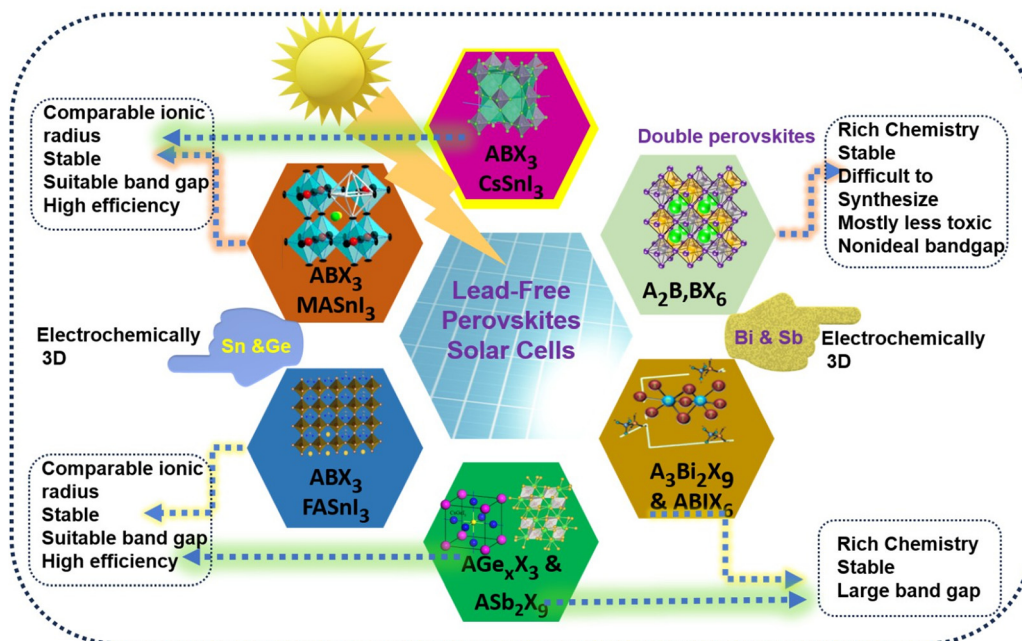 Comparable ionic
radius
Stable
Suitable band gap
High efficiency
ABX3
CsSnI3
Double perovskites
Rich Chemistry
Stable
Difficult to
Synthesize
Mostly less toxic
Nonideal bandgap
ABX3
MASnI3
Lead-Free
Perovskites
Solar Cells
A2B,BX6
Electrochemically
3D
Sn &Ge
Bi & Sb
Electrochemically
3D
ABX3
FASnI3
A3Bi2X9
& ABIX6
Comparable ionic
radius
Stable
Suitable band gap
High efficiency
AGexX3 &
ASb2X9
Rich Chemistry
Stable
Large band gap